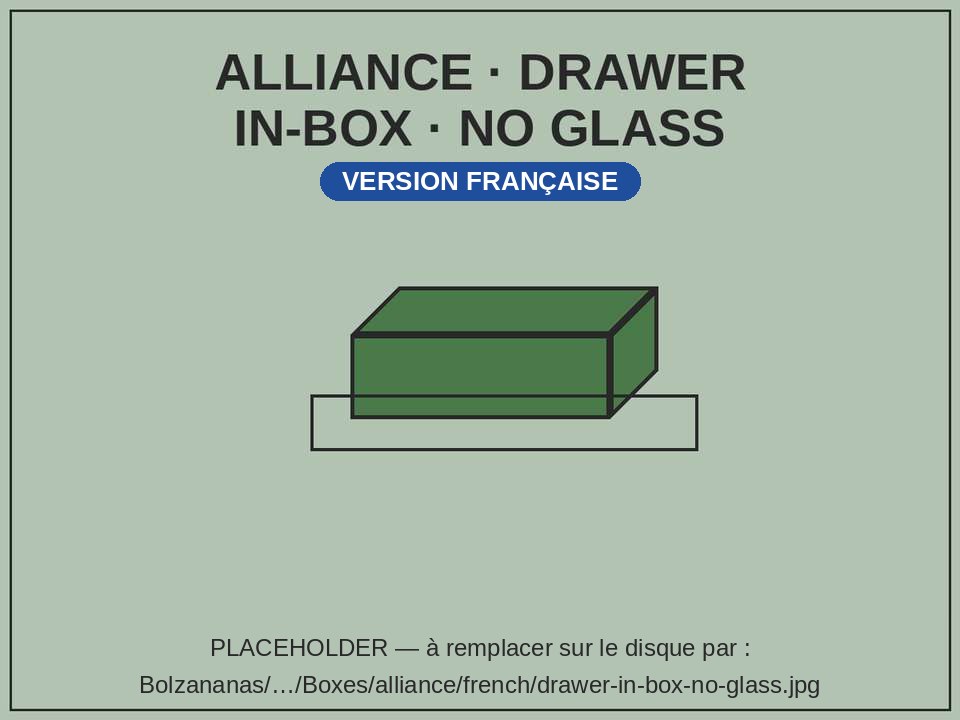 ALLIANCE · DRAWER
IN-BOX · NO GLASS
VERSION FRANÇAISE
PLACEHOLDER — à remplacer sur le disque par :
Bolzananas/…/Boxes/alliance/french/drawer-in-box-no-glass.jpg